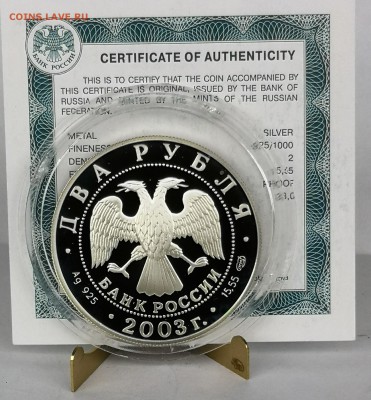 COINS.LAVE.RU
БАНК РОССИИ
CERTIFICATE OF AUTHENTICITY
THIS IS TO CERTIFY THAT THE COIN ACCOMPANIED BY
THIS CERTIFICATE IS ORIGINAL, ISSUED BY THE BANK OF
RUSSIA AND MINTED BY THE MINTS OF THE RUSSIAN
FEDERATION.
METAL SILVER
FINENESS 925/1000
2
PROOF
ДВА РУБЛЯ
Ag 925
15,55
БАНК РОССИИ
2003 г.